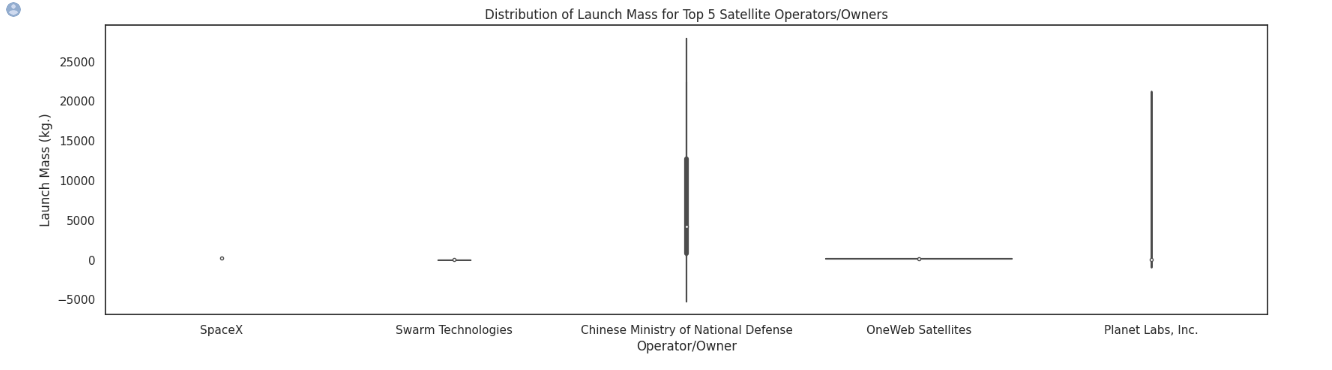 Distribution of Launch Mass for Top 5 Satellite Operators/Owners
Launch Mass (kg.)
25000
20000
15000
10000
5000
0
−5000
SpaceX
Swarm Technologies
Chinese Ministry of National Defense
OneWeb Satellites
Planet Labs, Inc.
Operator/Owner